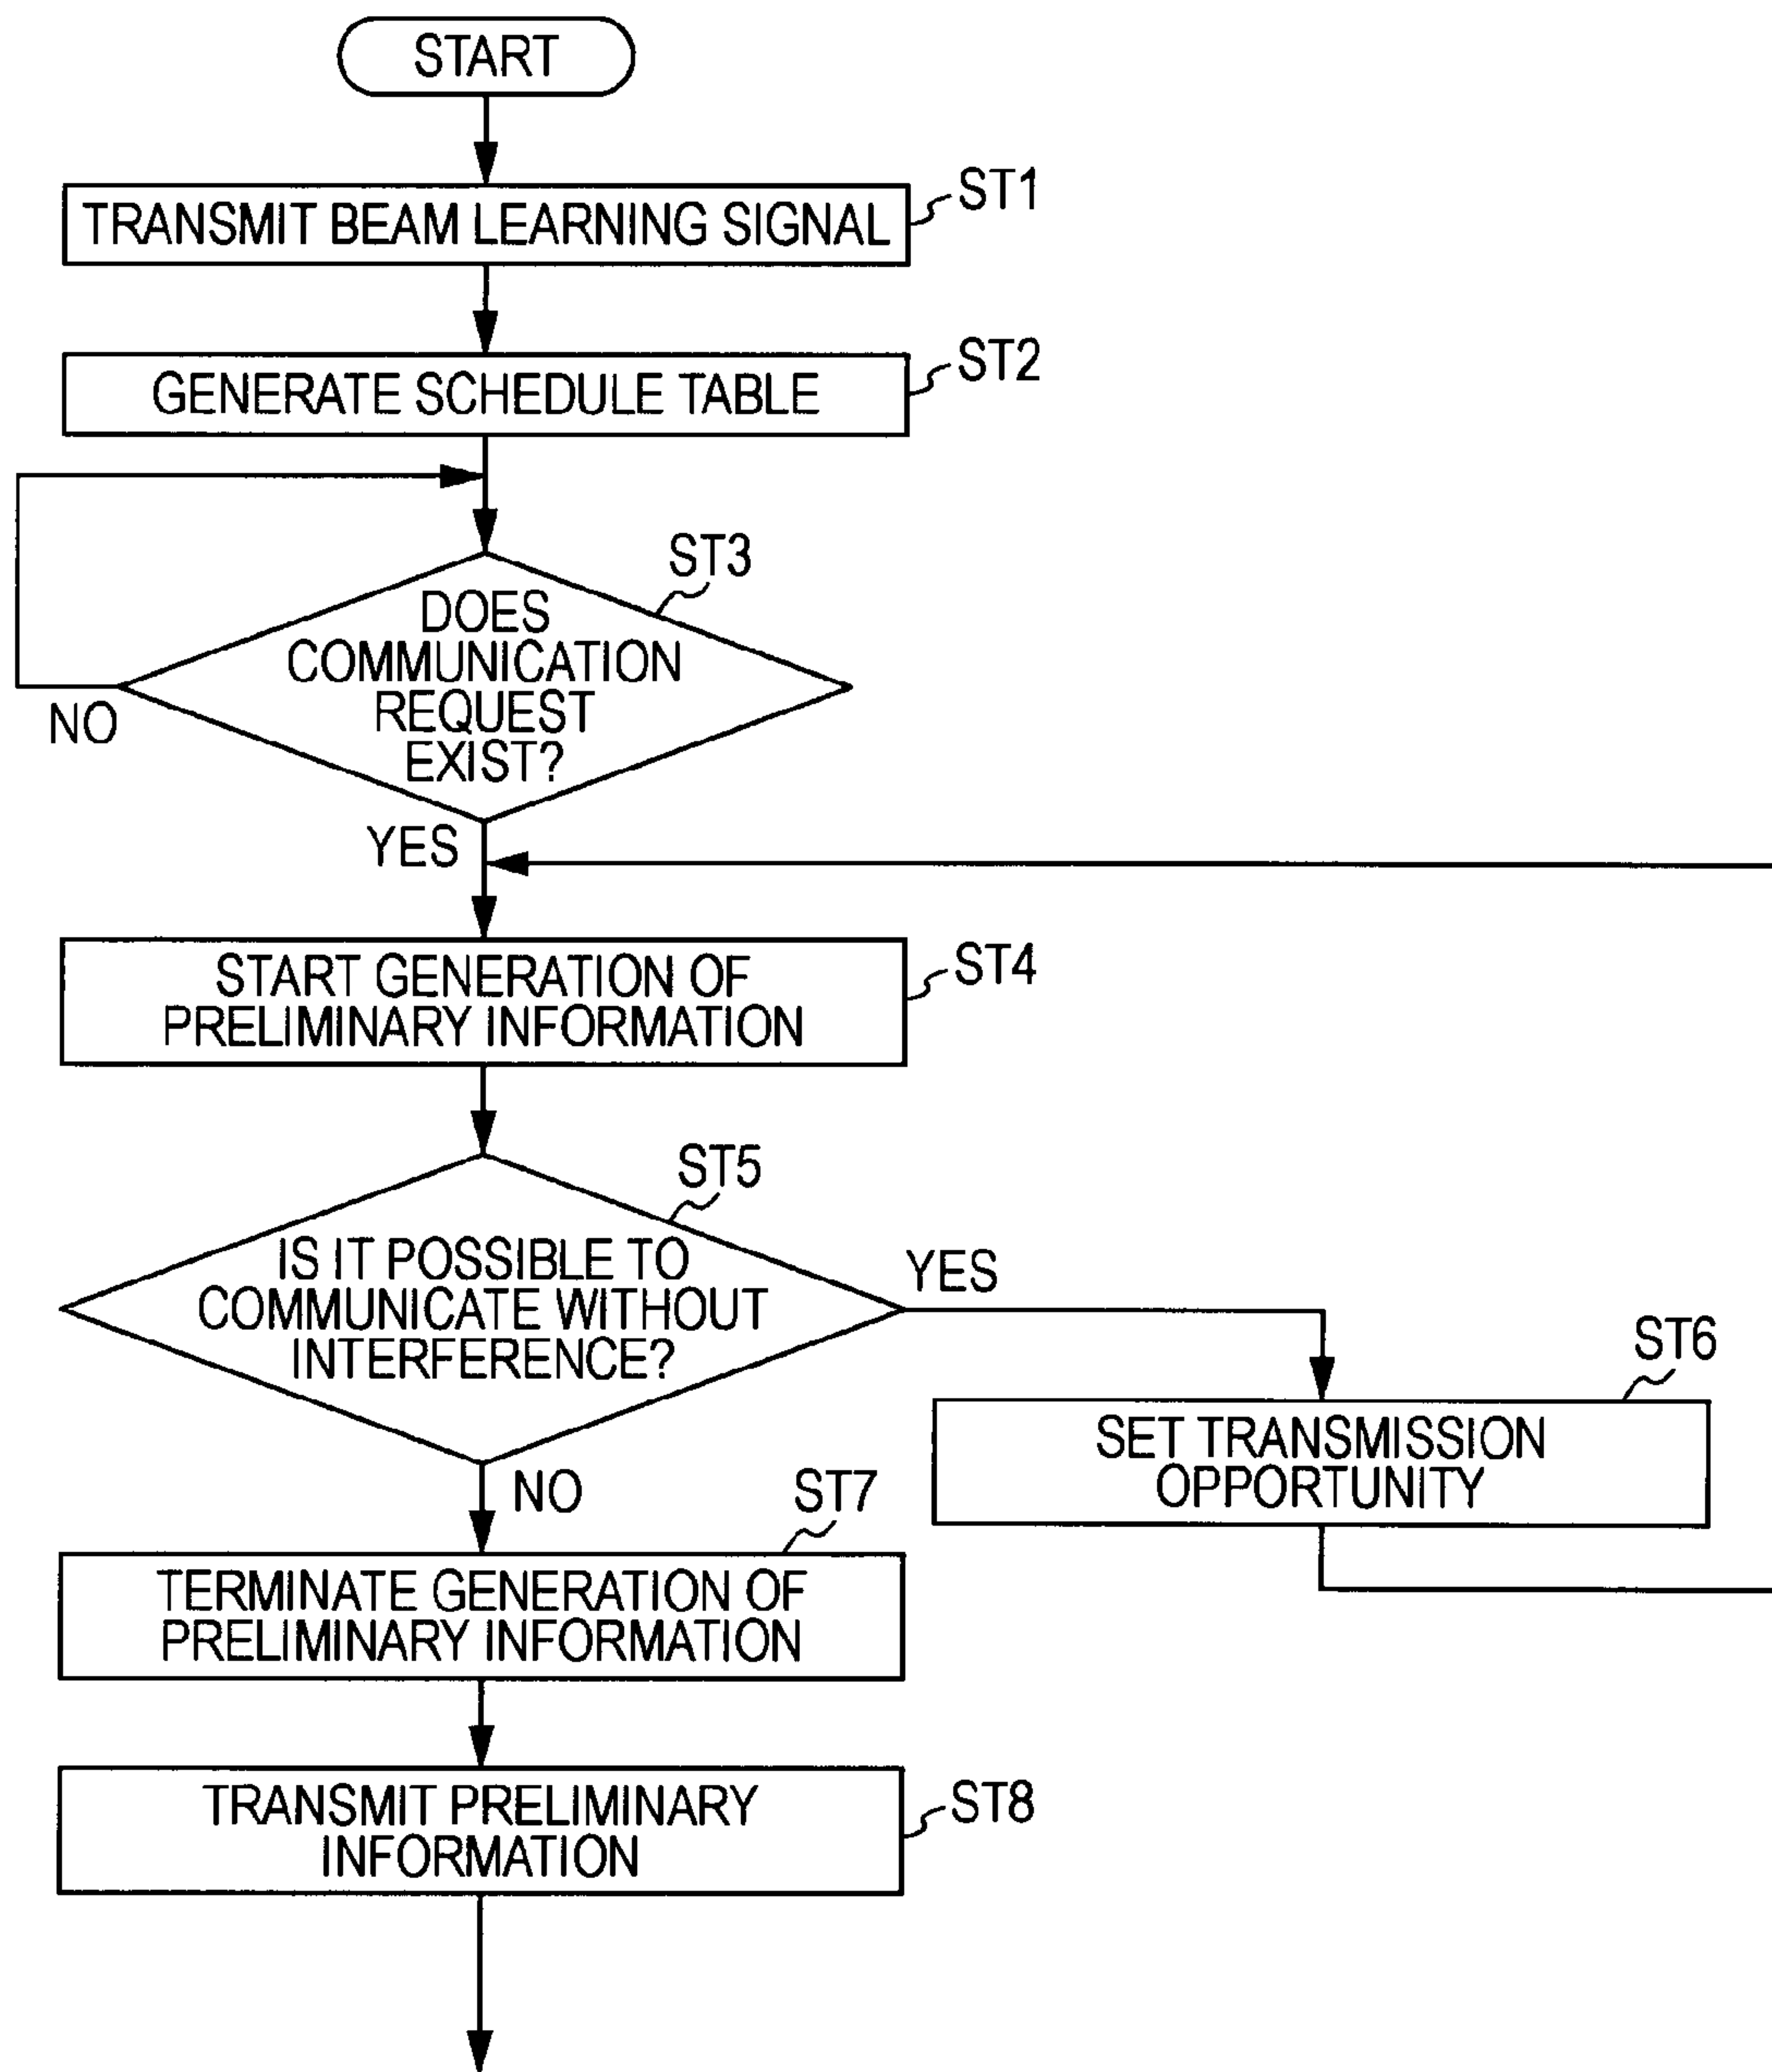 START
TRANSMIT BEAM LEARNING SIGNAL
ST1
GENERATE SCHEDULE TABLE
ST2
ST3
DOES
COMMUNICATION
REQUEST
EXIST?
NO
YES
START GENERATION OF
PRELIMINARY INFORMATION
ST4
ST5
IS IT POSSIBLE TO
COMMUNICATE WITHOUT
INTERFERENCE?
YES
ST6
SET TRANSMISSION
OPPORTUNITY
NO
ST7
TERMINATE GENERATION OF
PRELIMINARY INFORMATION
TRANSMIT PRELIMINARY
INFORMATION
ST8